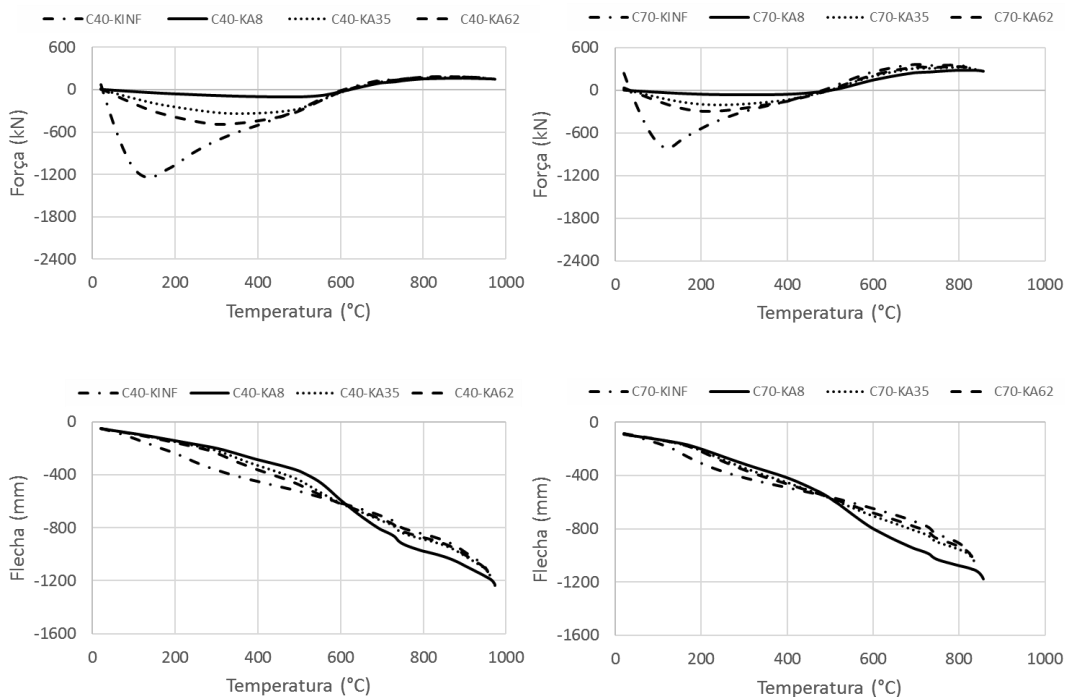 C40-KINF C40-KA8 C40-KA35 C40-KA62
600
0
-600
-1200
-1800
-2400
Força (kN)
0 200 400 600 800 1000
Temperatura (°C)
C70-KINF C70-KA8 C70-KA35 C70-KA62
600
0
-600
-1200
-1800
-2400
Força (kN)
0 200 400 600 800 1000
Temperatura (°C)
C40-KINF C40-KA8 C40-KA35 C40-KA62
0
-400
-800
-1200
-1600
Flecha (mm)
0 200 400 600 800 1000
Temperatura (°C)
C70-KINF C70-KA8 C70-KA35 C70-KA62
0
-400
-800
-1200
-1600
Flecha (mm)
0 200 400 600 800 1000
Temperatura (°C)